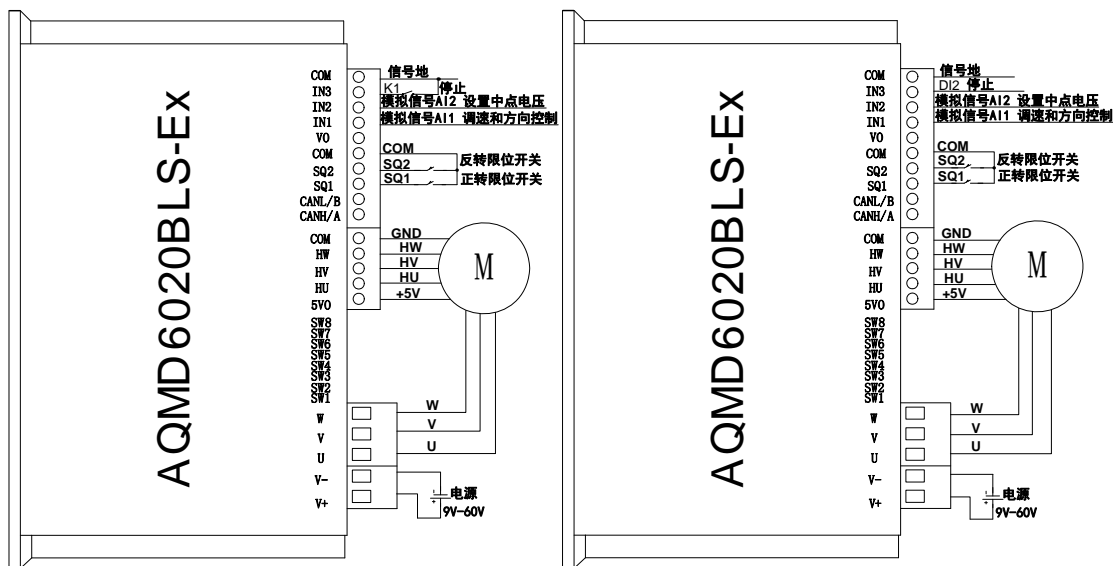 AQMD6020BLS-Ex
COM 信号地
IN3 K1 停止
IN2 模拟信号AI2 设置中点电压
IN1 模拟信号AI1 调速和方向控制
VO
COM COM
SQ2 SQ2 反转限位开关
SQ1 SQ1 正转限位开关
CANL/B
CANH/A
COM GND
HW HW
HV HV
HU HU
5VO +5V
M
SW8
SW7
SW6
SW5
SW4
SW3
SW2
SW1
W W
V V
U U
V-
V+
电源
9V-60V
AQMD6020BLS-Ex
COM 信号地
IN3 DI2 停止
IN2 模拟信号AI2 设置中点电压
IN1 模拟信号AI1 调速和方向控制
VO
COM COM
SQ2 SQ2 反转限位开关
SQ1 SQ1 正转限位开关
CANL/B
CANH/A
COM GND
HW HW
HV HV
HU HU
5VO +5V
M
SW8
SW7
SW6
SW5
SW4
SW3
SW2
SW1
W W
V V
U U
V-
V+
电源
9V-60V